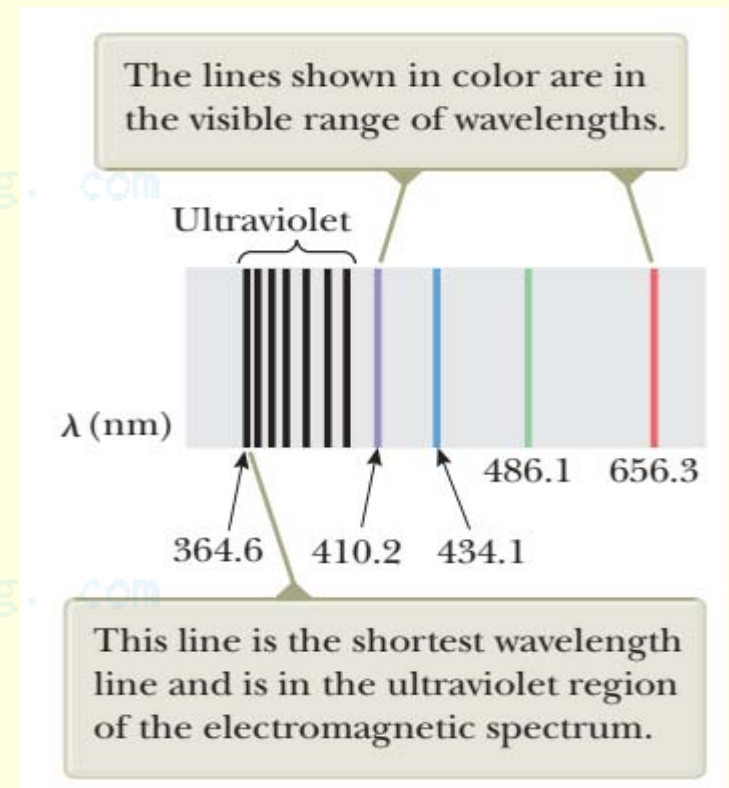 The lines shown in color are in
the visible range of wavelengths.
Ultraviolet
λ (nm)
486.1 656.3
364.6 410.2 434.1
This line is the shortest wavelength
line and is in the ultraviolet region
of the electromagnetic spectrum.